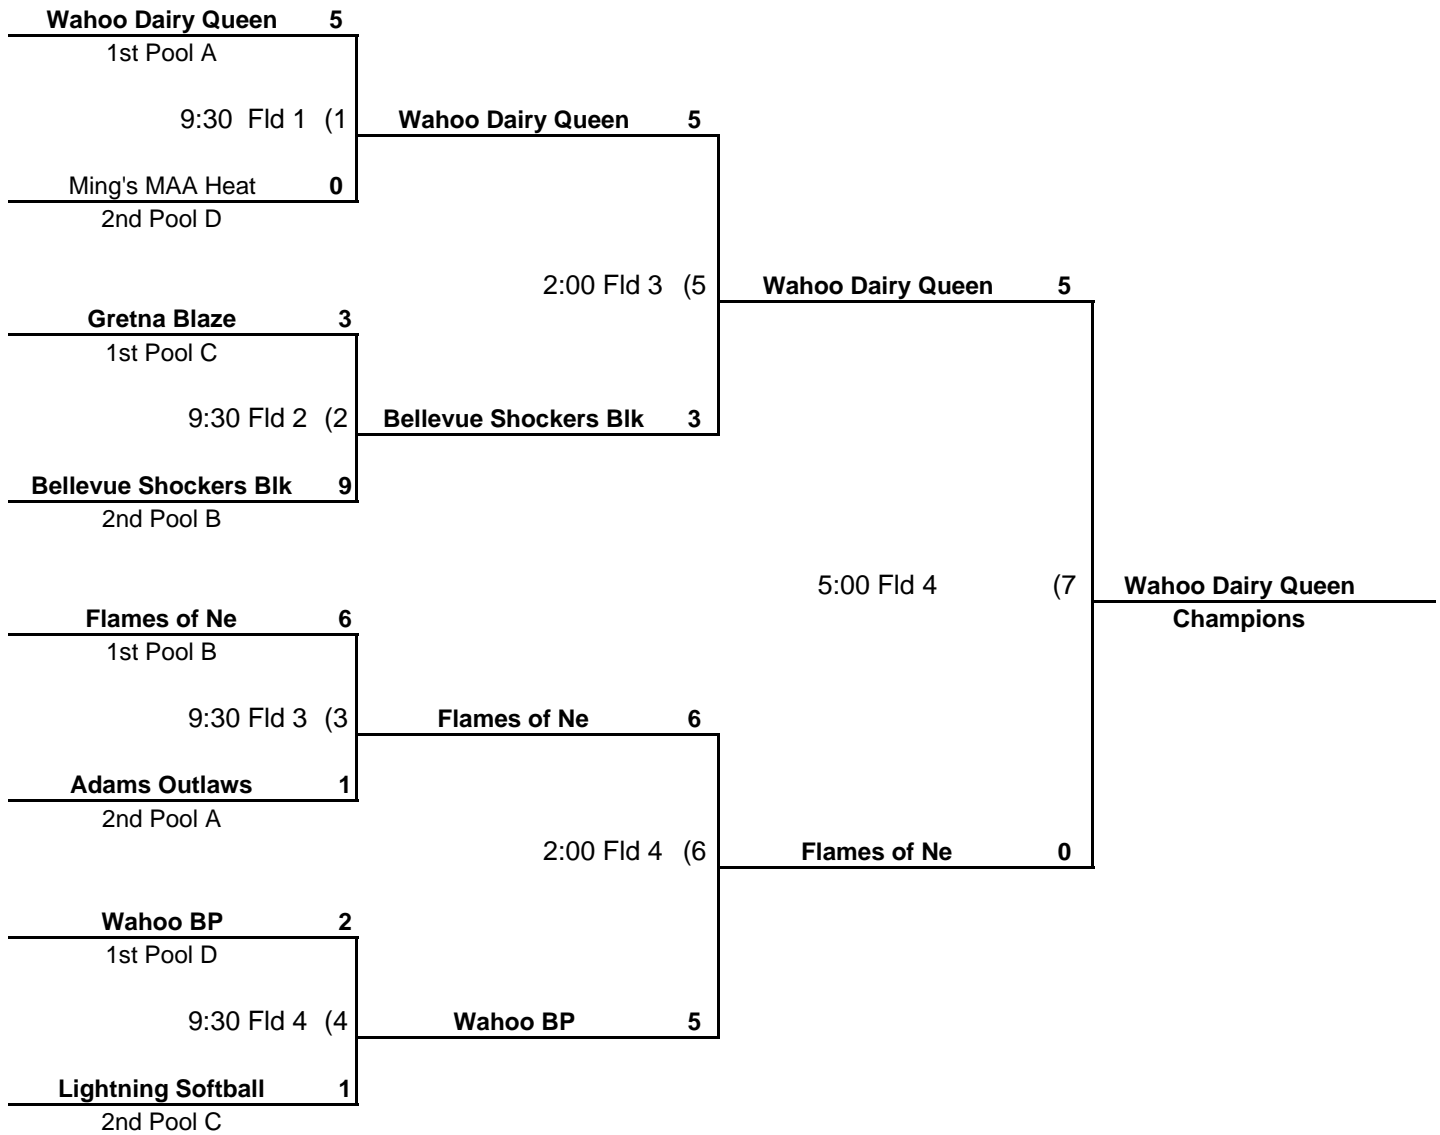 Wahoo Dairy Queen 5
1st Pool A
9:30 Fld 1 (1
Wahoo Dairy Queen 5
Ming's MAA Heat 0
2nd Pool D
2:00 Fld 3 (5
Wahoo Dairy Queen 5
Gretna Blaze 3
1st Pool C
9:30 Fld 2 (2
Bellevue Shockers Blk 3
Bellevue Shockers Blk 9
2nd Pool B
5:00 Fld 4 (7
Wahoo Dairy Queen
Champions
Flames of Ne 6
1st Pool B
9:30 Fld 3 (3
Flames of Ne 6
Adams Outlaws 1
2nd Pool A
2:00 Fld 4 (6
Flames of Ne 0
Wahoo BP 2
1st Pool D
9:30 Fld 4 (4
Wahoo BP 5
Lightning Softball 1
2nd Pool C